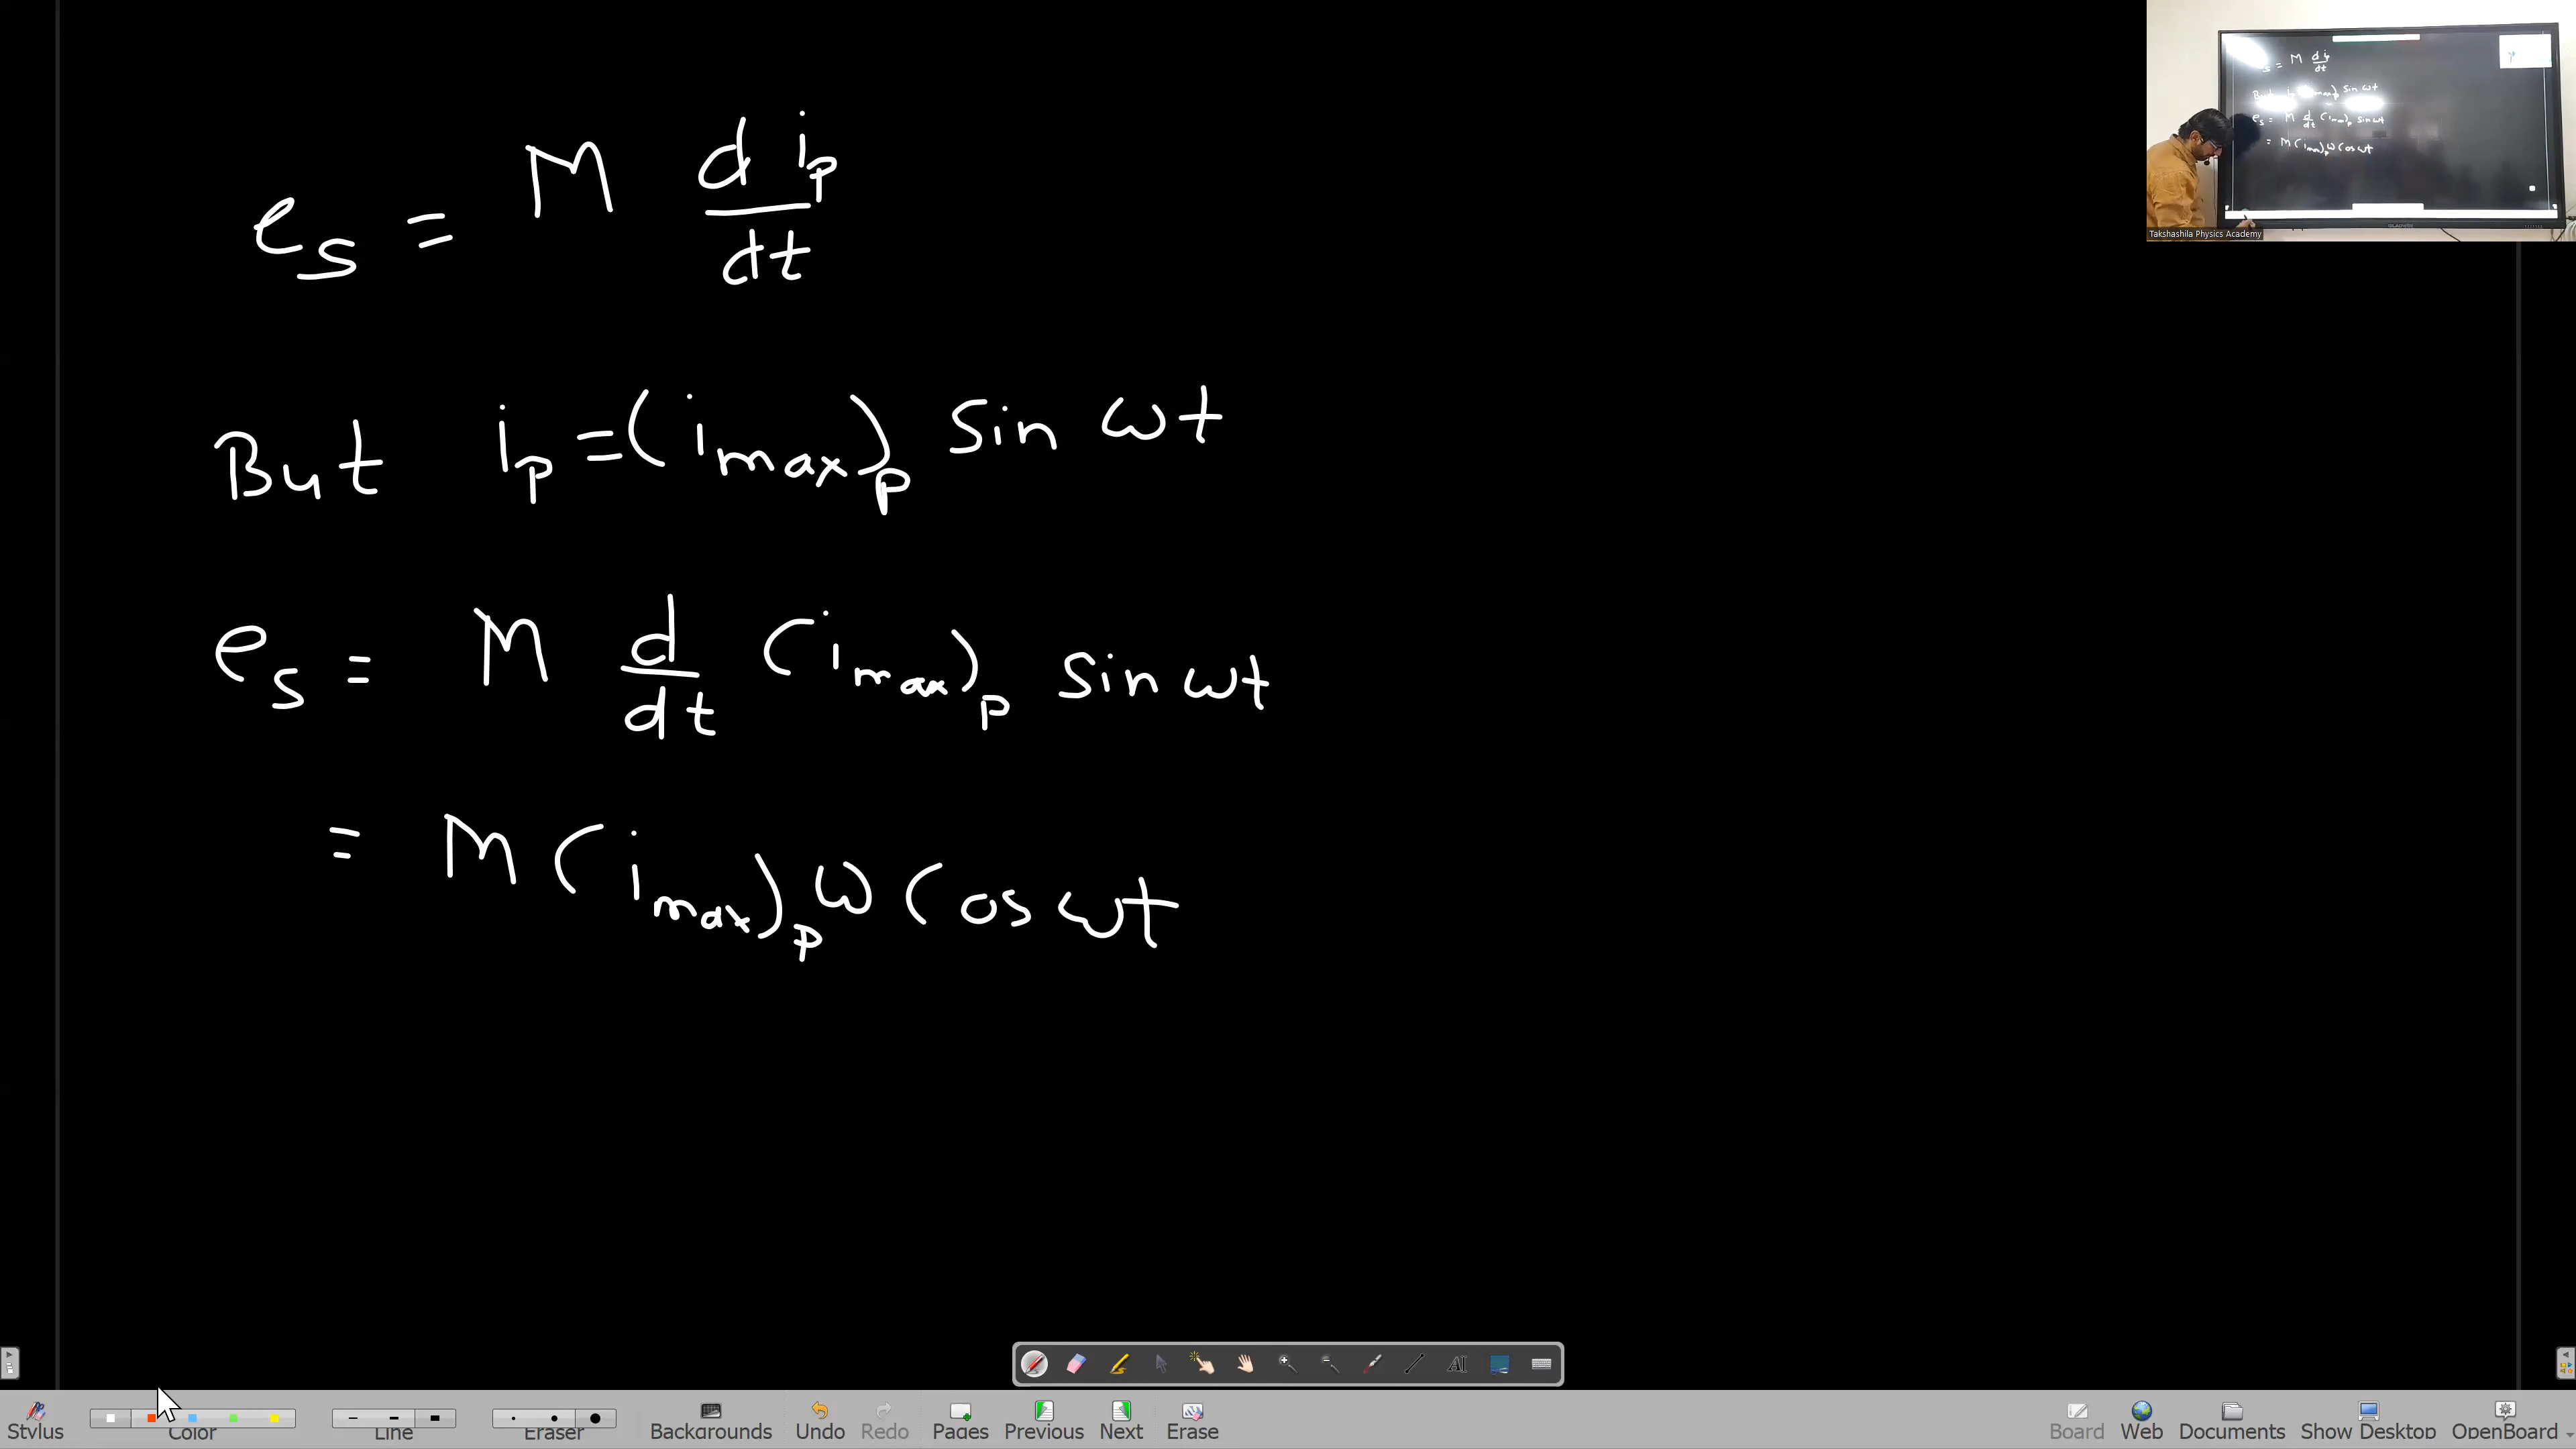 e_s = M d i_p / dt
But i_p = (i_max)_p sin ωt
e_s = M d/dt (i_max)_p sin ωt
= M (i_max)_p ω Cos ωt
Takshashila Physics Academy
Stylus Color Line Eraser Backgrounds Undo Redo Pages Previous Next Erase Board Web Documents Show Desktop OpenBoard